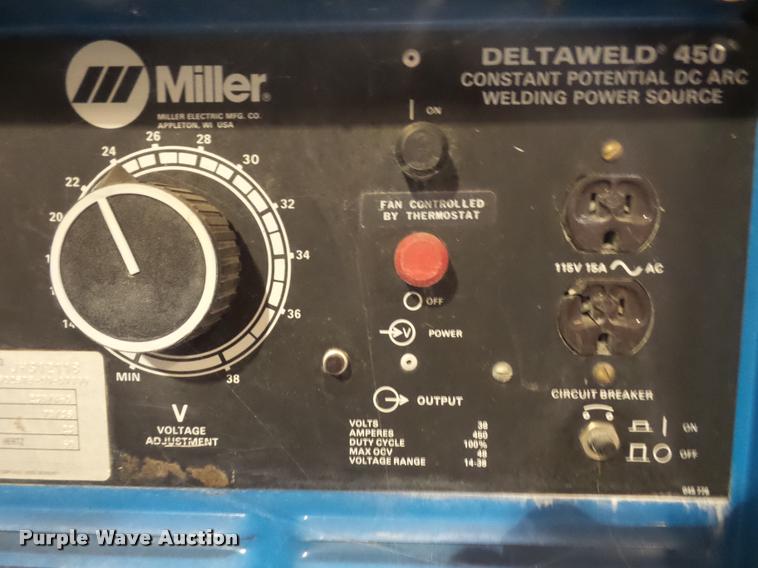 Miller®
MILLER ELECTRIC MFG. CO.
APPLETON, WI USA
DELTAWELD® 450
CONSTANT POTENTIAL DC ARC
WELDING POWER SOURCE
ON
FAN CONTROLLED
BY THERMOSTAT
OFF
V
POWER
OUTPUT
14
20
22
24
26
28
30
32
34
36
38
MIN
V
VOLTAGE
ADJUSTMENT
VOLTS 38
AMPERES 450
DUTY CYCLE 100%
MAX OCV 48
VOLTAGE RANGE 14-38
115V 15A AC
CIRCUIT BREAKER
ON
OFF
HERTZ
Purple Wave Auction